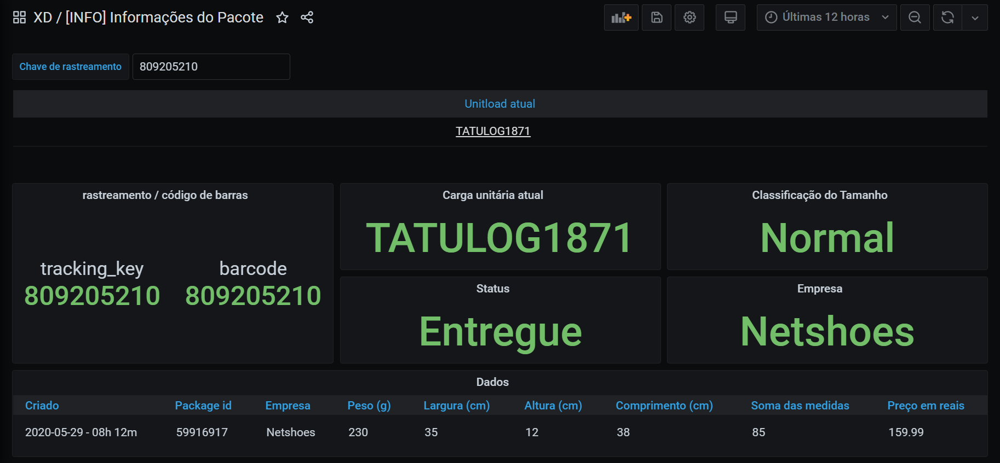 XD / [INFO] Informações do Pacote
Últimas 12 horas
Chave de rastreamento 809205210
Unitload atual
TATULOG1871
rastreamento / código de barras
tracking_key barcode
809205210 809205210
Carga unitária atual
TATULOG1871
Classificação do Tamanho
Normal
Status
Entregue
Empresa
Netshoes
Dados
Criado Package id Empresa Peso (g) Largura (cm) Altura (cm) Comprimento (cm) Soma das medidas Preço em reais
2020-05-29 - 08h 12m 59916917 Netshoes 230 35 12 38 85 159.99